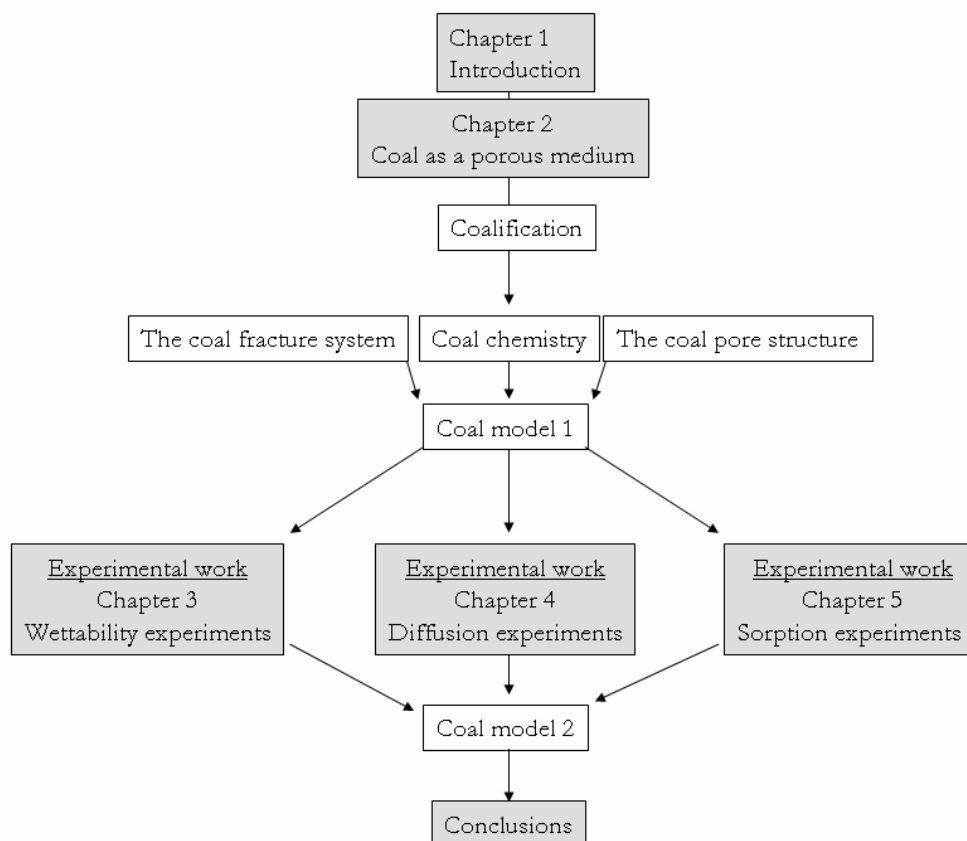 Chapter 1
Introduction
Chapter 2
Coal as a porous medium
Coalification
The coal fracture system
Coal chemistry
The coal pore structure
Coal model 1
Experimental work
Chapter 3
Wettability experiments
Experimental work
Chapter 4
Diffusion experiments
Experimental work
Chapter 5
Sorption experiments
Coal model 2
Conclusions